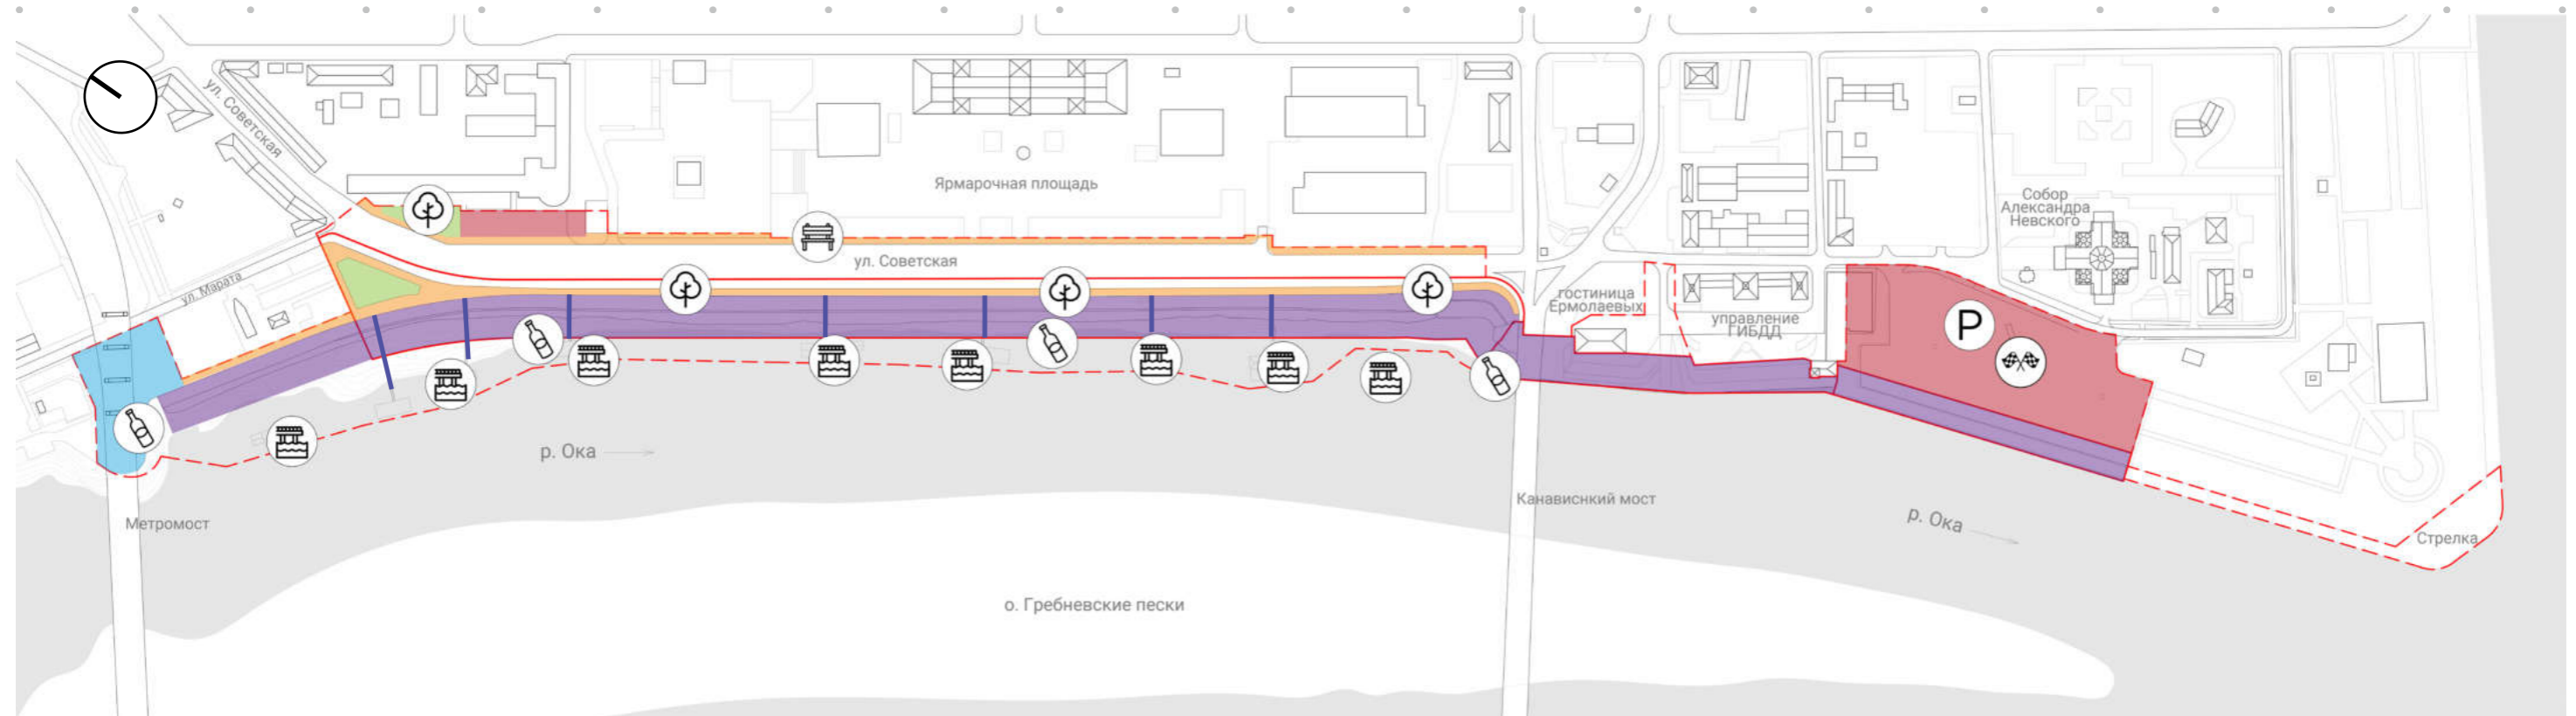 ул. Советская
Ярмарочная площадь
Собор
Александра
Невского
ул. Советская
ул. Марата
гостиница
Ермолаевых
управление
ГИБДД
P
р. Ока
Метромост
Канависнкий мост
р. Ока
Стрелка
о. Гребневские пески